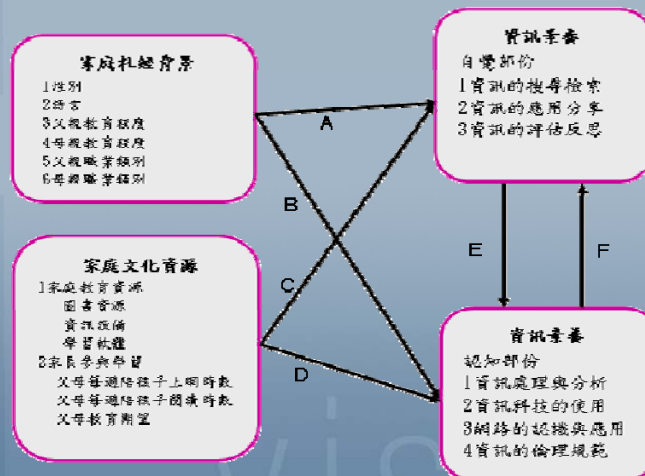 家庭社經背景
1性別
2語言
3父親教育程度
4母親教育程度
5父親職業類別
6母親職業類別
資訊素養
自覺部份
1資訊的搜尋檢索
2資訊的應用分享
3資訊的評估反思
A
B
C
D
E
F
家庭文化資源
1家庭教育資源
圖書資源
資訊設備
學習軟體
2家長參與學習
父母每週陪孩子上網時數
父母每週陪孩子閱讀時數
父母教育期望
資訊素養
認知部份
1資訊處理與分析
2資訊科技的使用
3網路的認識與應用
4資訊的倫理規範